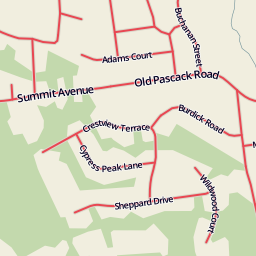 Buchanan Street
Adams Court
Old Pascack Road
Summit Avenue
Burdick Road
Crestview Terrace
Cypress Peak Lane
Wildwood Court
Sheppard Drive